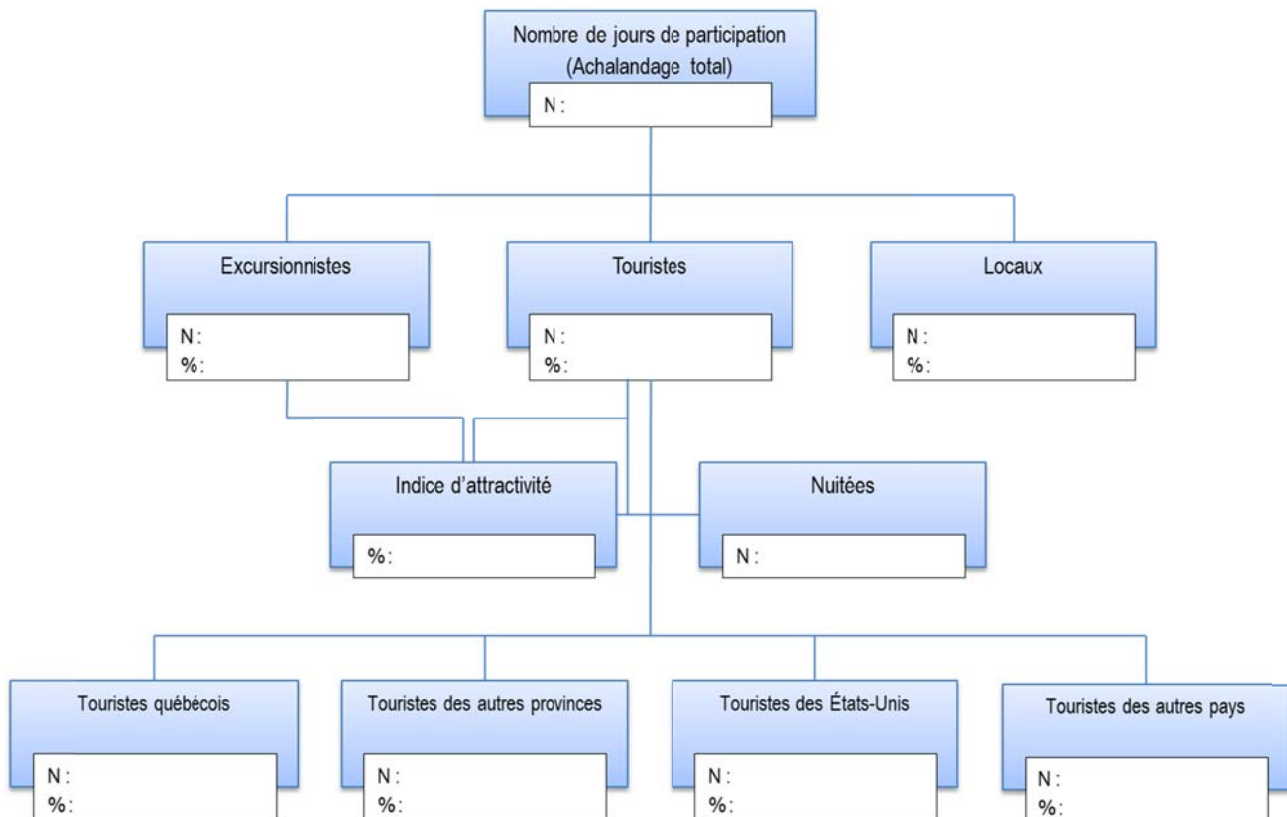 Nombre de jours de participation
(Achalandage total)
N :
Excursionnistes
N :
% :
Touristes
N :
% :
Locaux
N :
% :
Indice d'attractivité
% :
Nuitées
N :
Touristes québécois
N :
% :
Touristes des autres provinces
N :
% :
Touristes des États-Unis
N :
% :
Touristes des autres pays
N :
% :